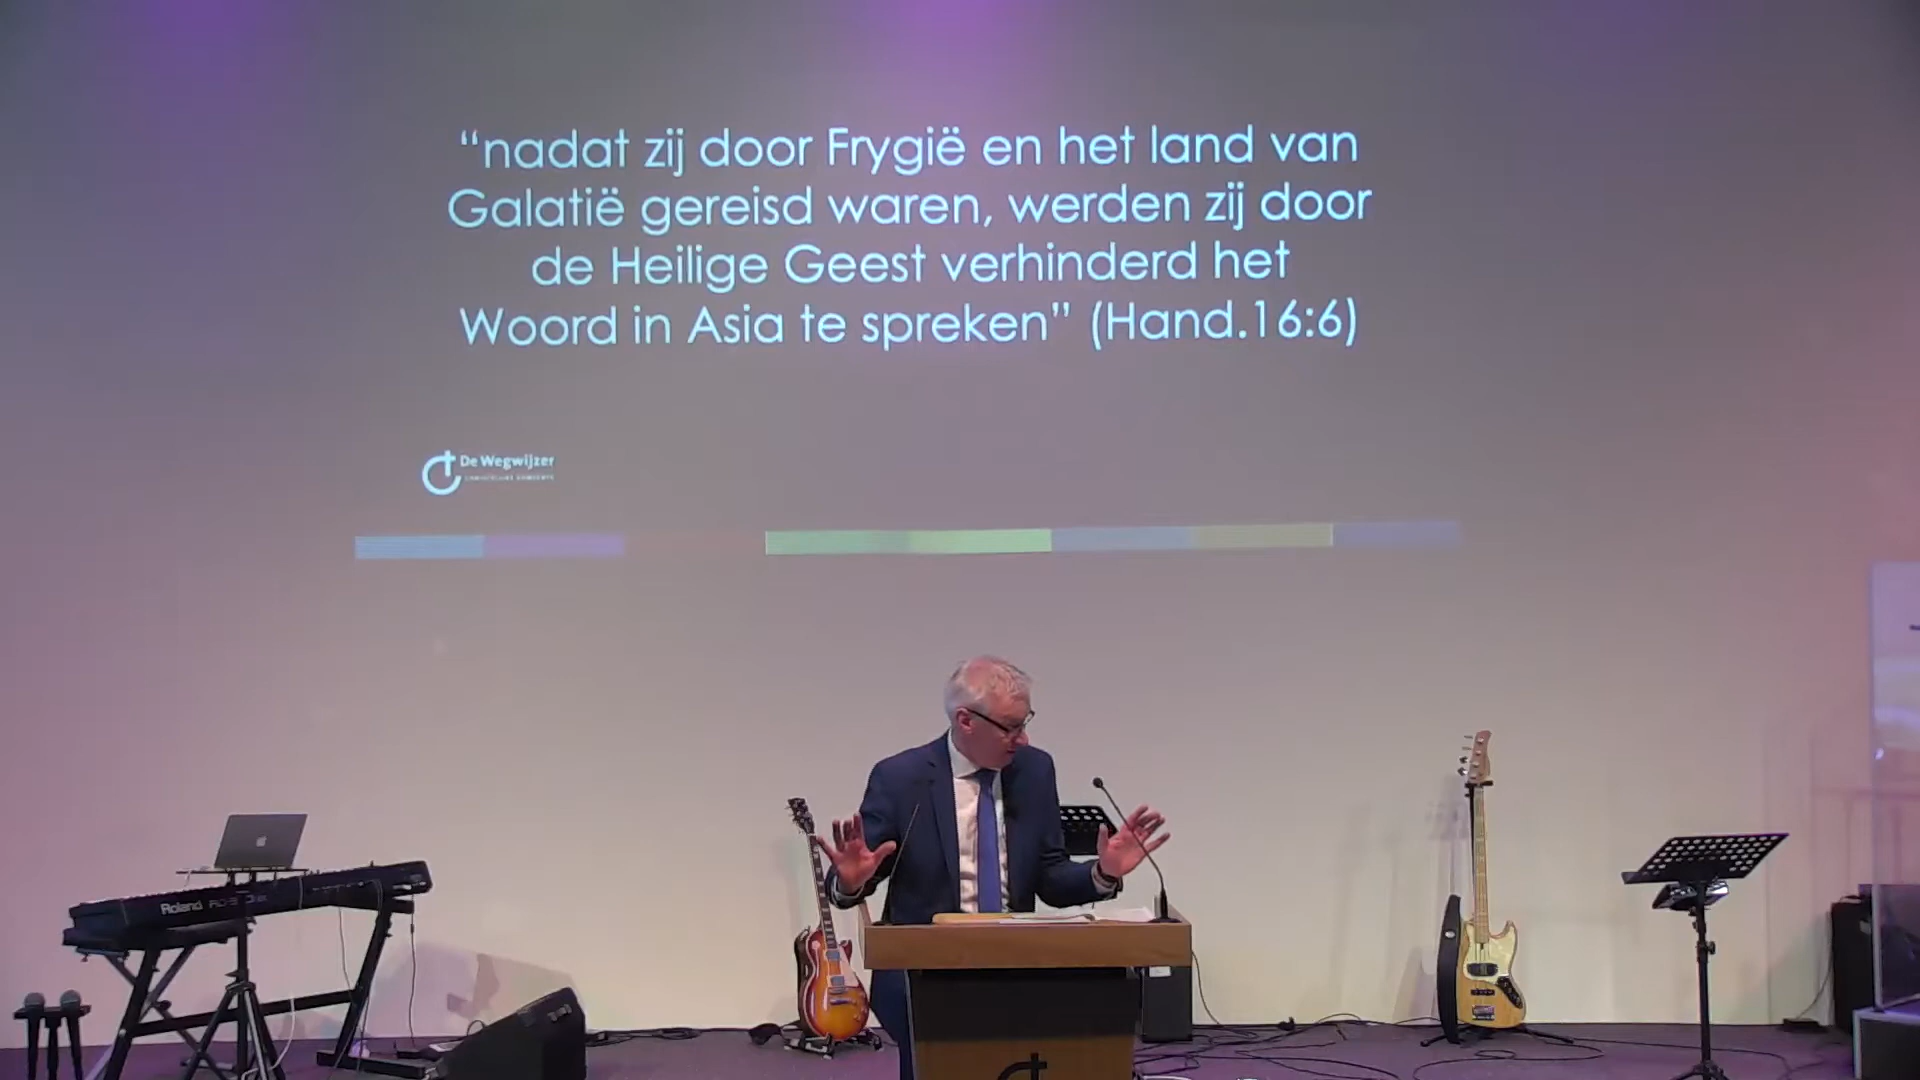 “nadat zij door Frygië en het land van
Galatië gereisd waren, werden zij door
de Heilige Geest verhinderd het
Woord in Asia te spreken” (Hand.16:6)
De Wegwijzer
Roland